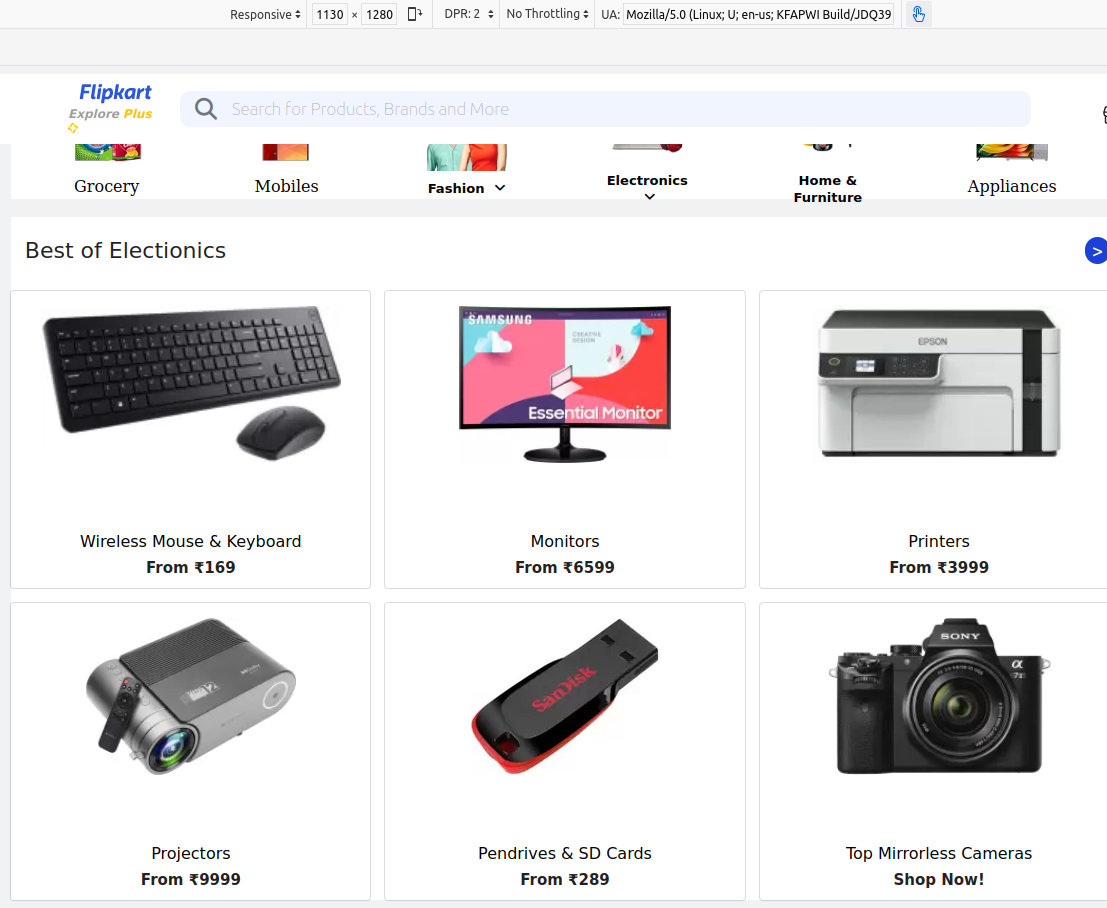 Responsive 1130 × 1280 DPR: 2 No Throttling UA: Mozilla/5.0 (Linux; U; en-us; KFAPWI Build/JDQ39
Flipkart
Explore Plus
Search for Products, Brands and More
Grocery
Mobiles
Fashion
Electronics
Home &
Furniture
Appliances
Best of Electionics
>
SAMSUNG
CREATIVE
DESIGN
Essential Monitor
EPSON
Wireless Mouse & Keyboard
From ₹169
Monitors
From ₹6599
Printers
From ₹3999
SanDisk
SONY
α
7
Projectors
From ₹9999
Pendrives & SD Cards
From ₹289
Top Mirrorless Cameras
Shop Now!